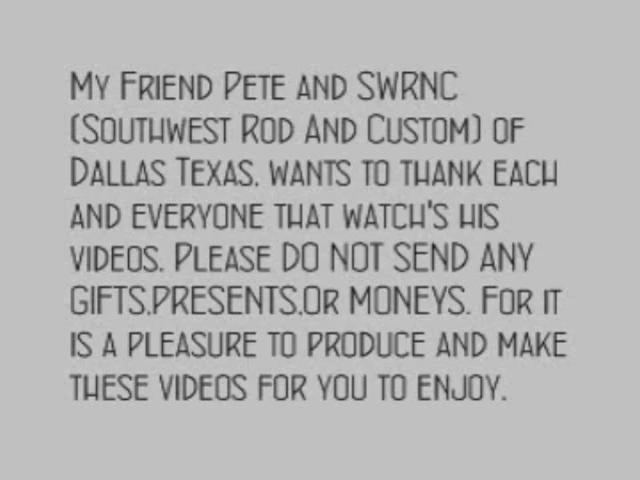 My Friend Pete and SWRNC
(Southwest Rod And Custom) of
Dallas Texas. wants to thank each
and everyone that watch's his
videos. Please DO NOT SEND ANY
GIFTS.PRESENTS.Or MONEYS. For it
is a pleasure to produce and make
these videos for you to enjoy.